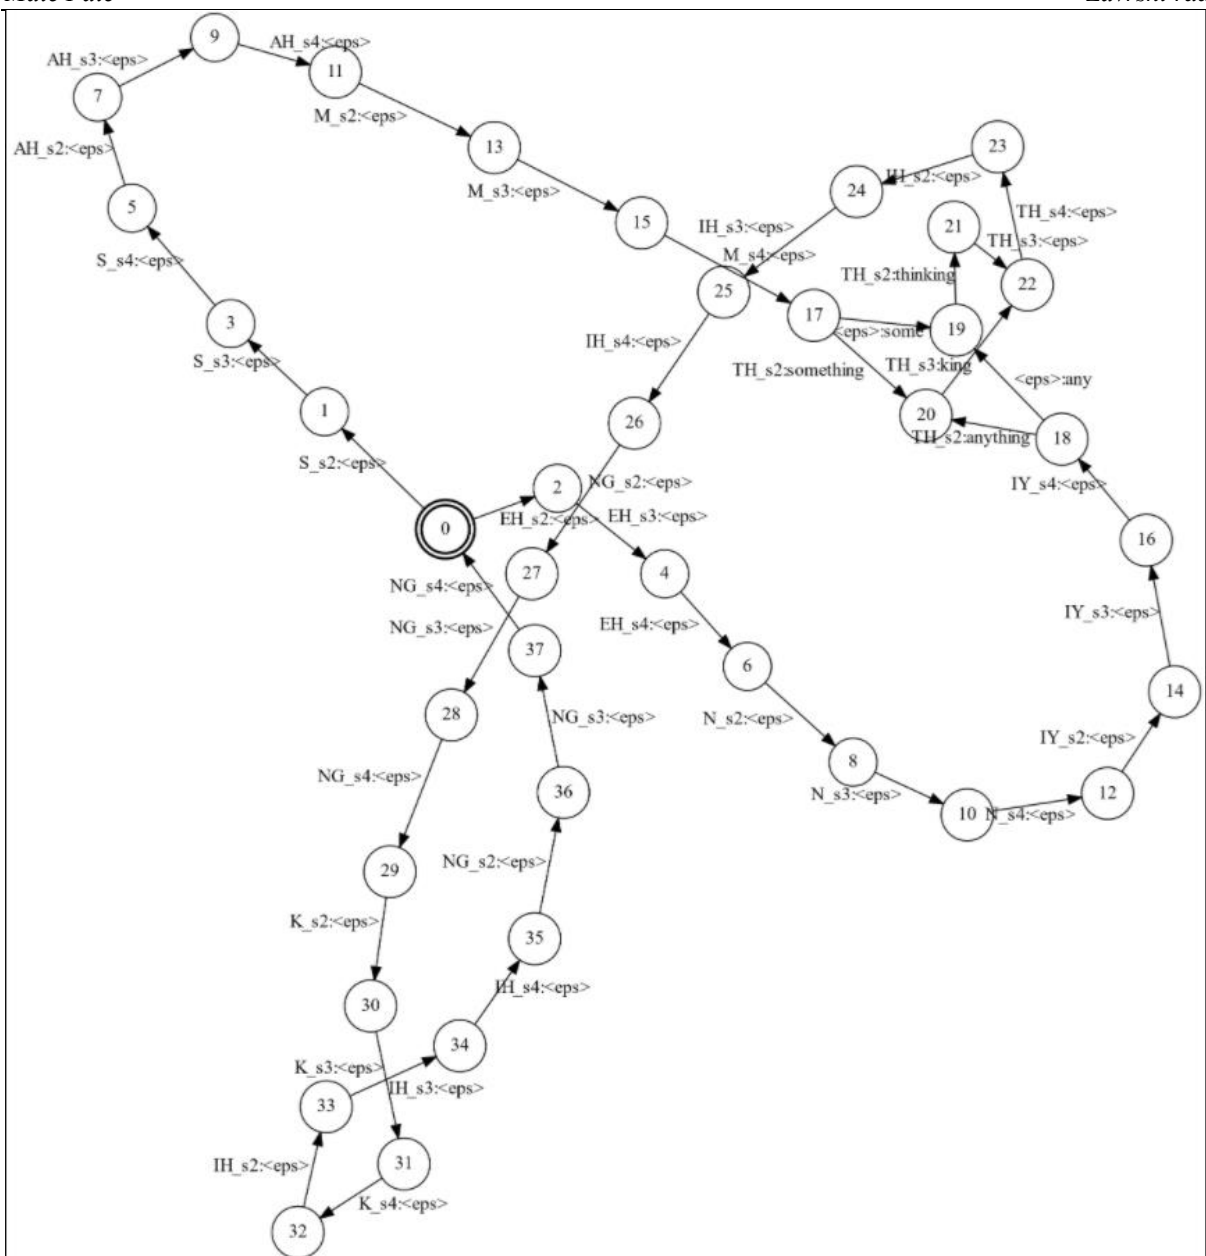 9
AH_s4:<eps>
AH_s3:<eps>
11
7
M_s2:<eps>
AH_s2:<eps>
13
23
IH_s2:<eps>
M_s3:<eps>
24
5
15
IH_s3:<eps>
21
TH_s4:<eps>
S_s4:<eps>
M_s4:<eps>
TH_s3:<eps>
TH_s2:thinking
25
22
3
17
19
<eps>:some
IH_s4:<eps>
S_s3:<eps>
TH_s2:something
TH_s3:king
<eps>:any
1
26
20
TH_s2:anything
18
S_s2:<eps>
2
NG_s2:<eps>
IY_s4:<eps>
0
EH_s2:<eps>
EH_s3:<eps>
16
NG_s4:<eps>
27
4
NG_s3:<eps>
EH_s4:<eps>
IY_s3:<eps>
37
6
14
28
NG_s3:<eps>
N_s2:<eps>
IY_s2:<eps>
NG_s4:<eps>
8
36
N_s3:<eps>
12
10
N_s4:<eps>
29
NG_s2:<eps>
K_s2:<eps>
35
IH_s4:<eps>
30
34
K_s3:<eps>
IH_s3:<eps>
33
IH_s2:<eps>
31
K_s4:<eps>
32